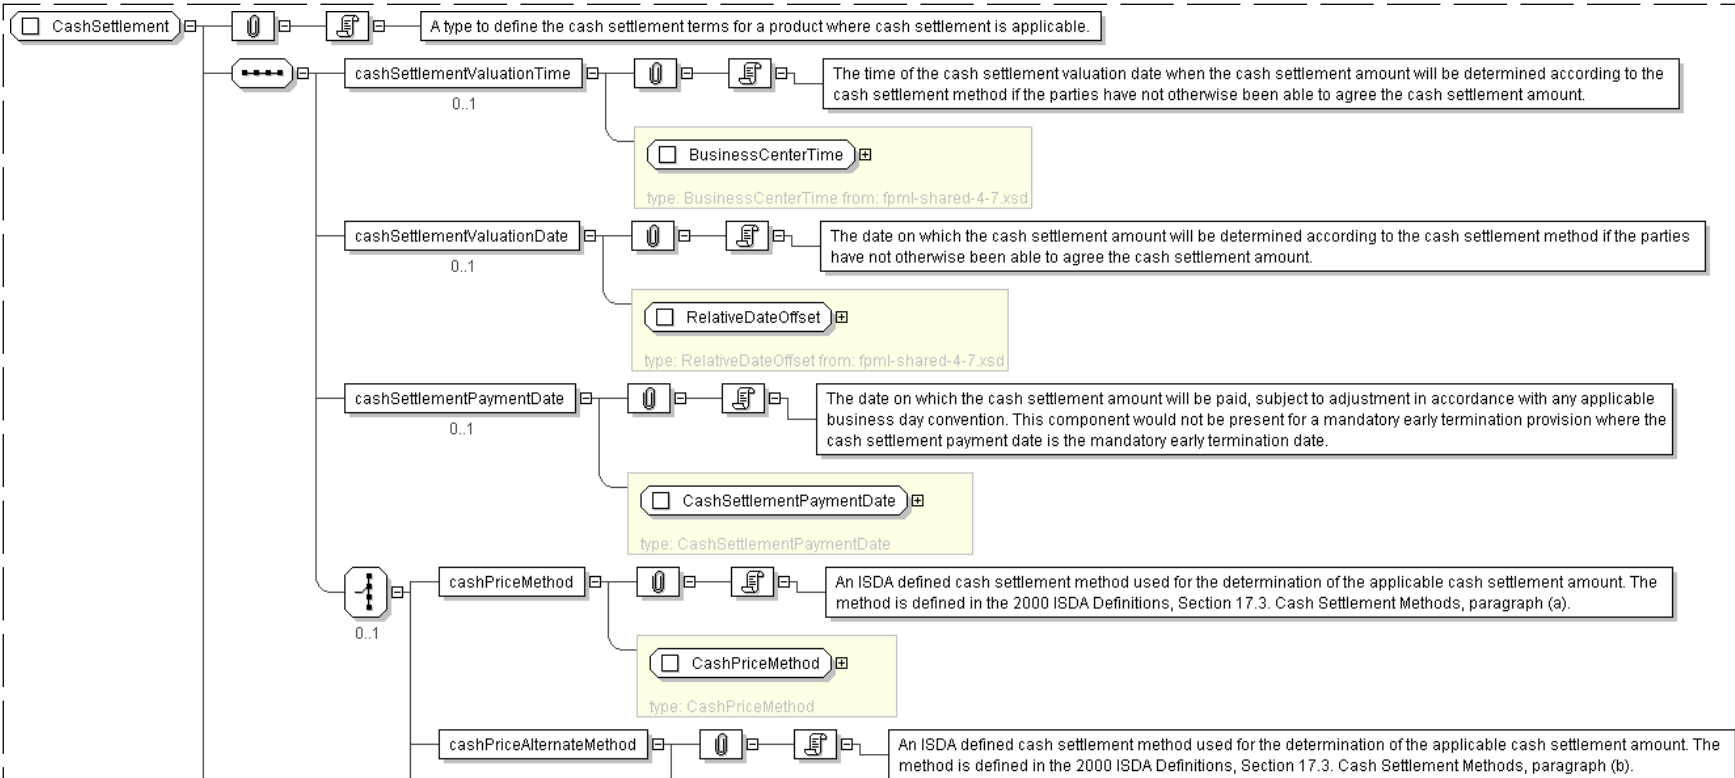 CashSettlement
A type to define the cash settlement terms for a product where cash settlement is applicable.
cashSettlementValuationTime
0..1
The time of the cash settlement valuation date when the cash settlement amount will be determined according to the
cash settlement method if the parties have not otherwise been able to agree the cash settlement amount.
BusinessCenterTime
type: BusinessCenterTime from: fpml-shared-4-7.xsd
cashSettlementValuationDate
0..1
The date on which the cash settlement amount will be determined according to the cash settlement method if the parties
have not otherwise been able to agree the cash settlement amount.
RelativeDateOffset
type: RelativeDateOffset from: fpml-shared-4-7.xsd
cashSettlementPaymentDate
0..1
The date on which the cash settlement amount will be paid, subject to adjustment in accordance with any applicable
business day convention. This component would not be present for a mandatory early termination provision where the
cash settlement payment date is the mandatory early termination date.
CashSettlementPaymentDate
type: CashSettlementPaymentDate
0..1
cashPriceMethod
An ISDA defined cash settlement method used for the determination of the applicable cash settlement amount. The
method is defined in the 2000 ISDA Definitions, Section 17.3. Cash Settlement Methods, paragraph (a).
CashPriceMethod
type: CashPriceMethod
cashPriceAlternateMethod
An ISDA defined cash settlement method used for the determination of the applicable cash settlement amount. The
method is defined in the 2000 ISDA Definitions, Section 17.3. Cash Settlement Methods, paragraph (b).